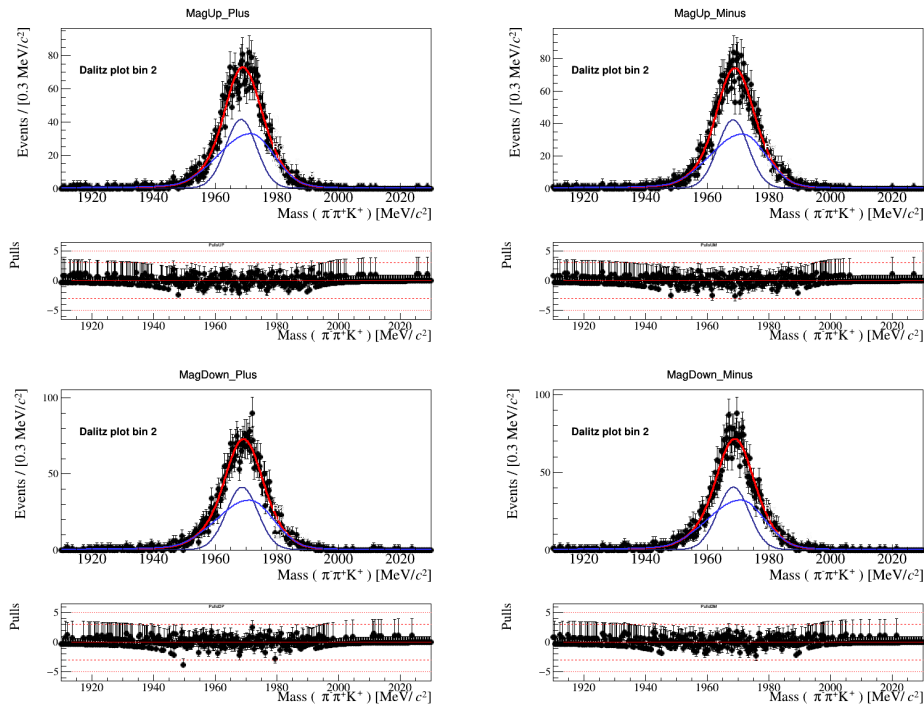 MagUp_Plus
Events / [0.3 MeV/c²]
80
60
40
20
0
Dalitz plot bin 2
1920 1940 1960 1980 2000 2020
Mass ( π⁻π⁺K⁺ ) [MeV/c²]
Pulls
PullsUP
5
0
−5
1920 1940 1960 1980 2000 2020
Mass ( π⁻π⁺K⁺ ) [MeV/c²]
MagUp_Minus
Events / [0.3 MeV/c²]
80
60
40
20
0
Dalitz plot bin 2
1920 1940 1960 1980 2000 2020
Mass ( π⁻π⁺K⁺ ) [MeV/c²]
Pulls
PullsUM
5
0
−5
1920 1940 1960 1980 2000 2020
Mass ( π⁻π⁺K⁺ ) [MeV/c²]
MagDown_Plus
Events / [0.3 MeV/c²]
100
50
0
Dalitz plot bin 2
1920 1940 1960 1980 2000 2020
Mass ( π⁻π⁺K⁺ ) [MeV/c²]
Pulls
PullsDP
5
0
−5
1920 1940 1960 1980 2000 2020
Mass ( π⁻π⁺K⁺ ) [MeV/c²]
MagDown_Minus
Events / [0.3 MeV/c²]
100
50
0
Dalitz plot bin 2
1920 1940 1960 1980 2000 2020
Mass ( π⁻π⁺K⁺ ) [MeV/c²]
Pulls
PullsDM
5
0
−5
1920 1940 1960 1980 2000 2020
Mass ( π⁻π⁺K⁺ ) [MeV/c²]